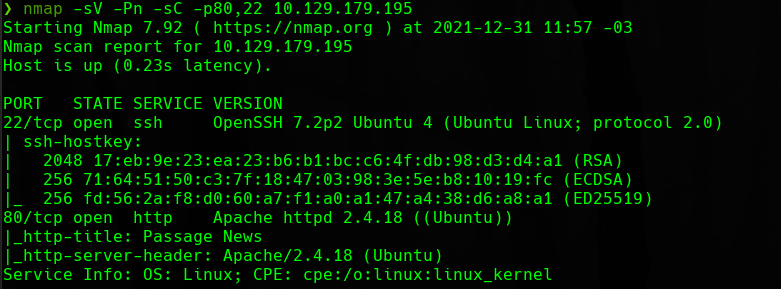 ❯ nmap -sV -Pn -sC -p80,22 10.129.179.195
Starting Nmap 7.92 ( https://nmap.org ) at 2021-12-31 11:57 -03
Nmap scan report for 10.129.179.195
Host is up (0.23s latency).

PORT   STATE SERVICE VERSION
22/tcp open  ssh     OpenSSH 7.2p2 Ubuntu 4 (Ubuntu Linux; protocol 2.0)
| ssh-hostkey:
|   2048 17:eb:9e:23:ea:23:b6:b1:bc:c6:4f:db:98:d3:d4:a1 (RSA)
|   256 71:64:51:50:c3:7f:18:47:03:98:3e:5e:b8:10:19:fc (ECDSA)
|_  256 fd:56:2a:f8:d0:60:a7:f1:a0:a1:47:a4:38:d6:a8:a1 (ED25519)
80/tcp open  http    Apache httpd 2.4.18 ((Ubuntu))
|_http-title: Passage News
|_http-server-header: Apache/2.4.18 (Ubuntu)
Service Info: OS: Linux; CPE: cpe:/o:linux:linux_kernel